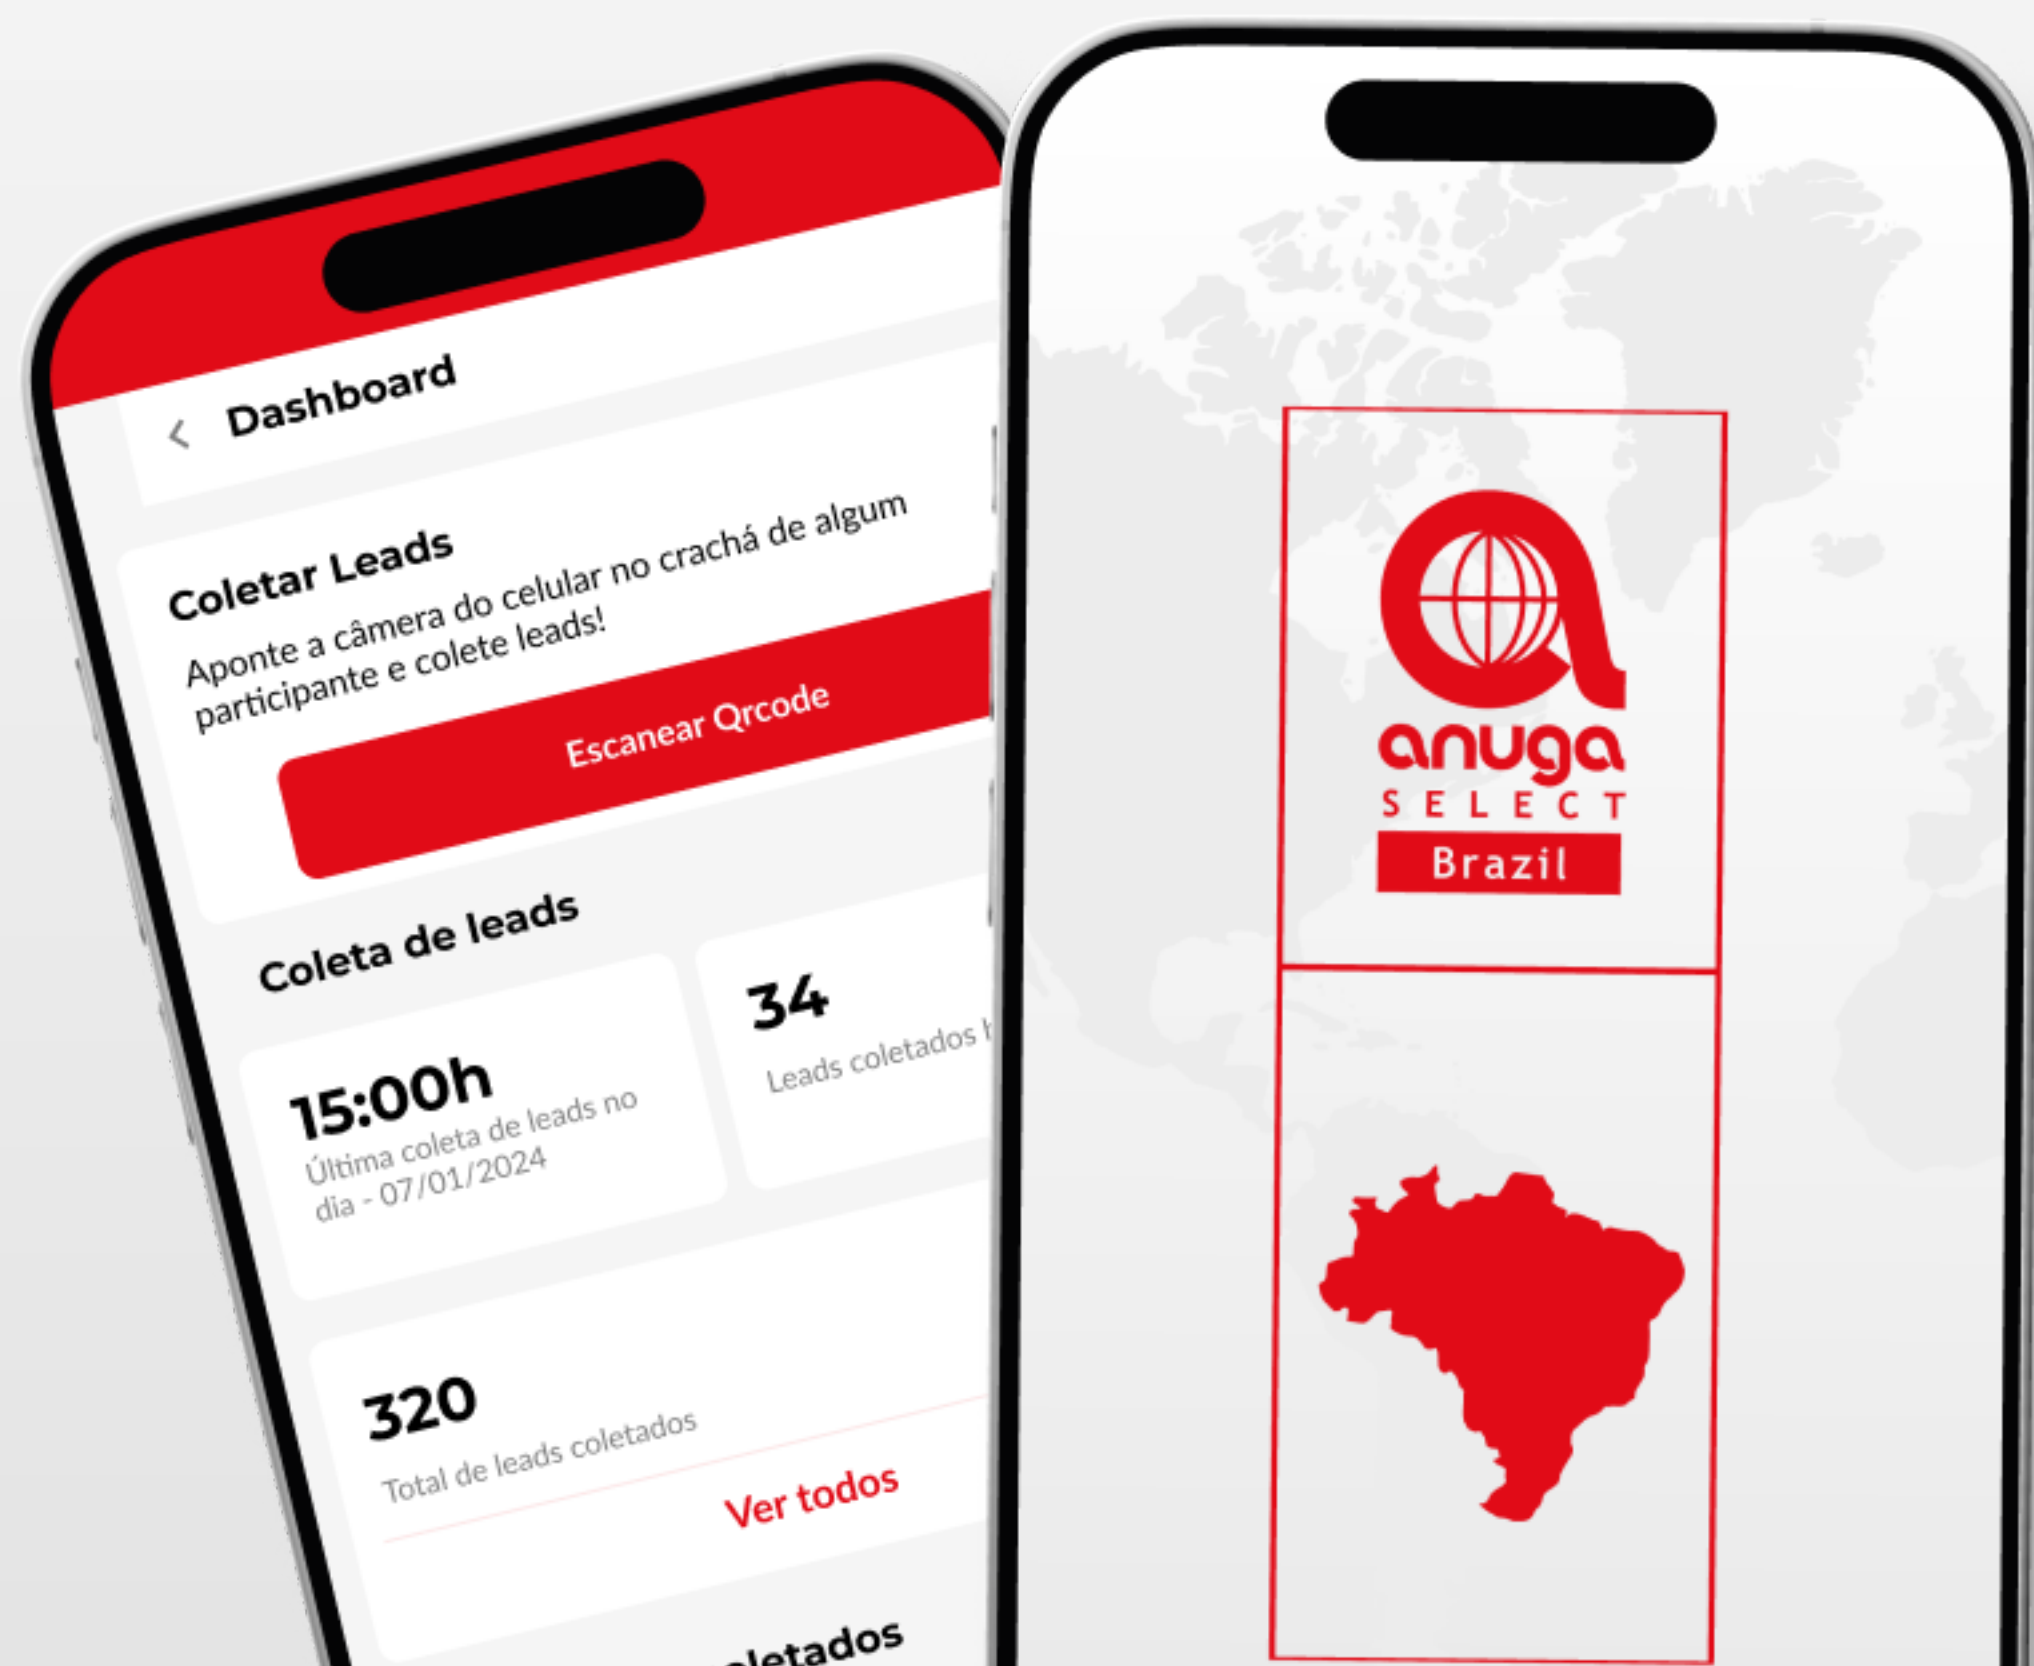 Dashboard
Coletar Leads
Aponte a câmera do celular no crachá de algum
participante e colete leads!
Escanear Qrcode
Coleta de leads
15:00h
Última coleta de leads no
dia - 07/01/2024
34
Leads coletados
320
Total de leads coletados
Ver todos
anuga
SELECT
Brazil